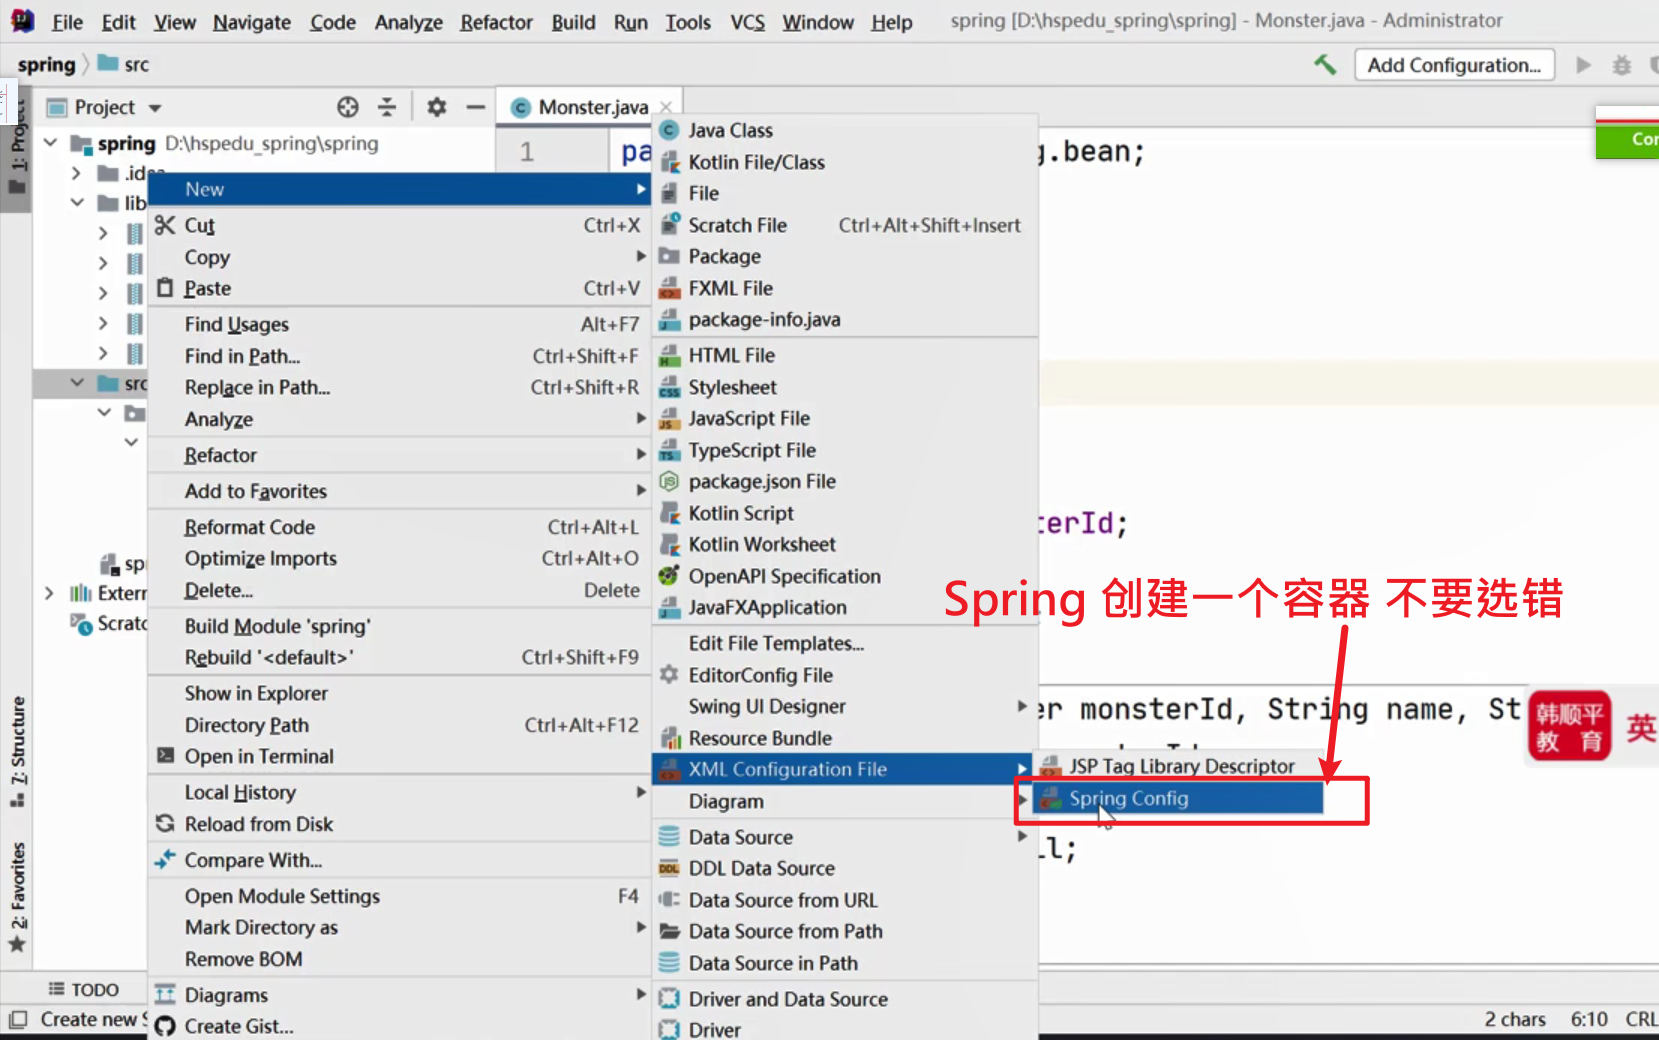 File Edit View Navigate Code Analyze Refactor Build Run Tools VCS Window Help spring [D:\hspedu_spring\spring] - Monster.java - Administrator
spring src Add Configuration...
Project
Monster.java
1: Project
spring D:\hspedu_spring\spring
lib
src
Extern
Scratc
7: Structure
2: Favorites
TODO
New
Cut Ctrl+X
Copy
Paste Ctrl+V
Find Usages Alt+F7
Find in Path... Ctrl+Shift+F
Replace in Path... Ctrl+Shift+R
Analyze
Refactor
Add to Favorites
Reformat Code Ctrl+Alt+L
Optimize Imports Ctrl+Alt+O
Delete... Delete
Build Module 'spring'
Rebuild '<default>' Ctrl+Shift+F9
Show in Explorer
Directory Path Ctrl+Alt+F12
Open in Terminal
Local History
Reload from Disk
Compare With...
Open Module Settings F4
Mark Directory as
Remove BOM
Diagrams
Create Gist...
Java Class
Kotlin File/Class
File
Scratch File Ctrl+Alt+Shift+Insert
Package
FXML File
package-info.java
HTML File
Stylesheet
JavaScript File
TypeScript File
package.json File
Kotlin Script
Kotlin Worksheet
OpenAPI Specification
JavaFXApplication
Edit File Templates...
EditorConfig File
Swing UI Designer
Resource Bundle
XML Configuration File
Diagram
Data Source
DDL Data Source
Data Source from URL
Data Source from Path
Data Source in Path
Driver and Data Source
Driver
JSP Tag Library Descriptor
Spring Config
1 pa
g.bean;
terId;
Spring 创建一个容器 不要选错
er monsterId, String name, St
ll;
韩顺平
教 育
英
Con
Create new S
2 chars 6:10 CRL